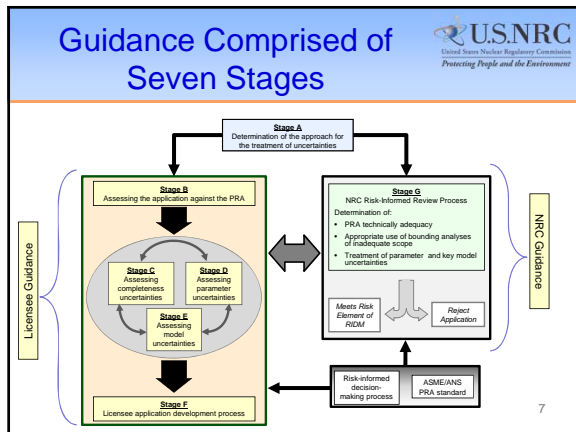 Guidance Comprised of
Seven Stages
U.S.NRC
United States Nuclear Regulatory Commission
Protecting People and the Environment
Stage A
Determination of the approach for
the treatment of uncertainties
Licensee Guidance
Stage B
Assessing the application against the PRA
Stage C
Assessing
completeness
uncertainties
Stage D
Assessing
parameter
uncertainties
Stage E
Assessing
model
uncertainties
Stage F
Licensee application development process
Stage G
NRC Risk-Informed Review Process
Determination of:
• PRA technically adequacy
• Appropriate use of bounding analyses
of inadequate scope
• Treatment of parameter and key model
uncertainties
Meets Risk
Element of
RIDM
Reject
Application
NRC Guidance
Risk-informed
decision-
making process
ASME/ANS
PRA standard
7